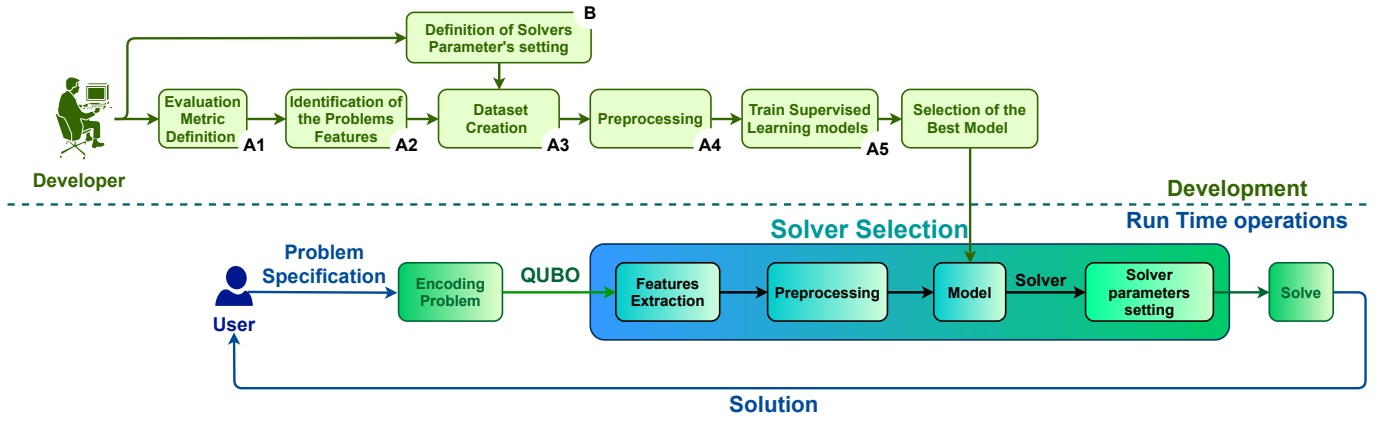 B
Definition of Solvers
Parameter's setting
Evaluation
Metric
Definition
A1
Identification of
the Problems
Features
A2
Dataset
Creation
A3
Preprocessing
A4
Train Supervised
Learning models
A5
Selection of the
Best Model
Developer
Development
Run Time operations
Solver Selection
Problem
Specification
User
Encoding
Problem
QUBO
Features
Extraction
Preprocessing
Model
Solver
Solver
parameters
setting
Solve
Solution